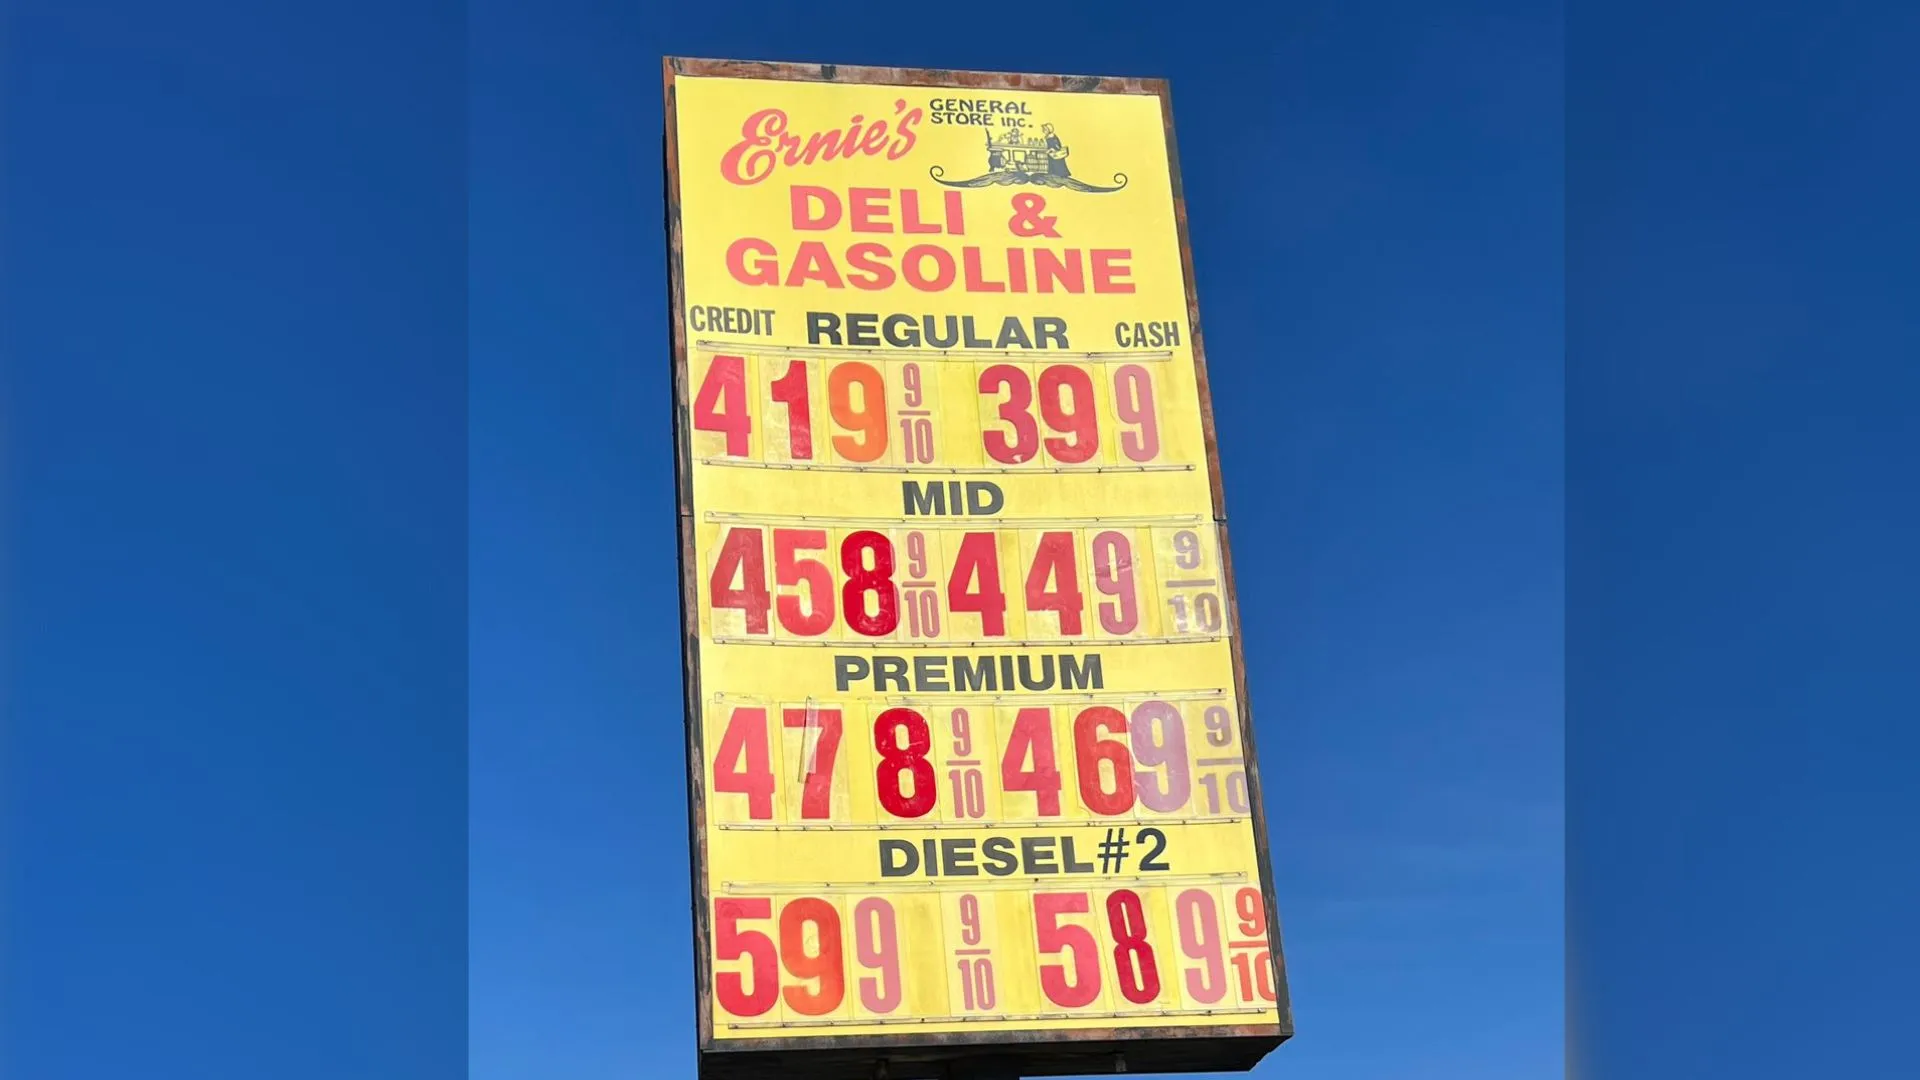 Ernie's GENERAL
STORE inc.
DELI &
GASOLINE
CREDIT REGULAR CASH
419 9/10 399
MID
458 9/10 449 9/10
PREMIUM
478 9/10 469 9/10
DIESEL #2
599 9/10 589 9/10